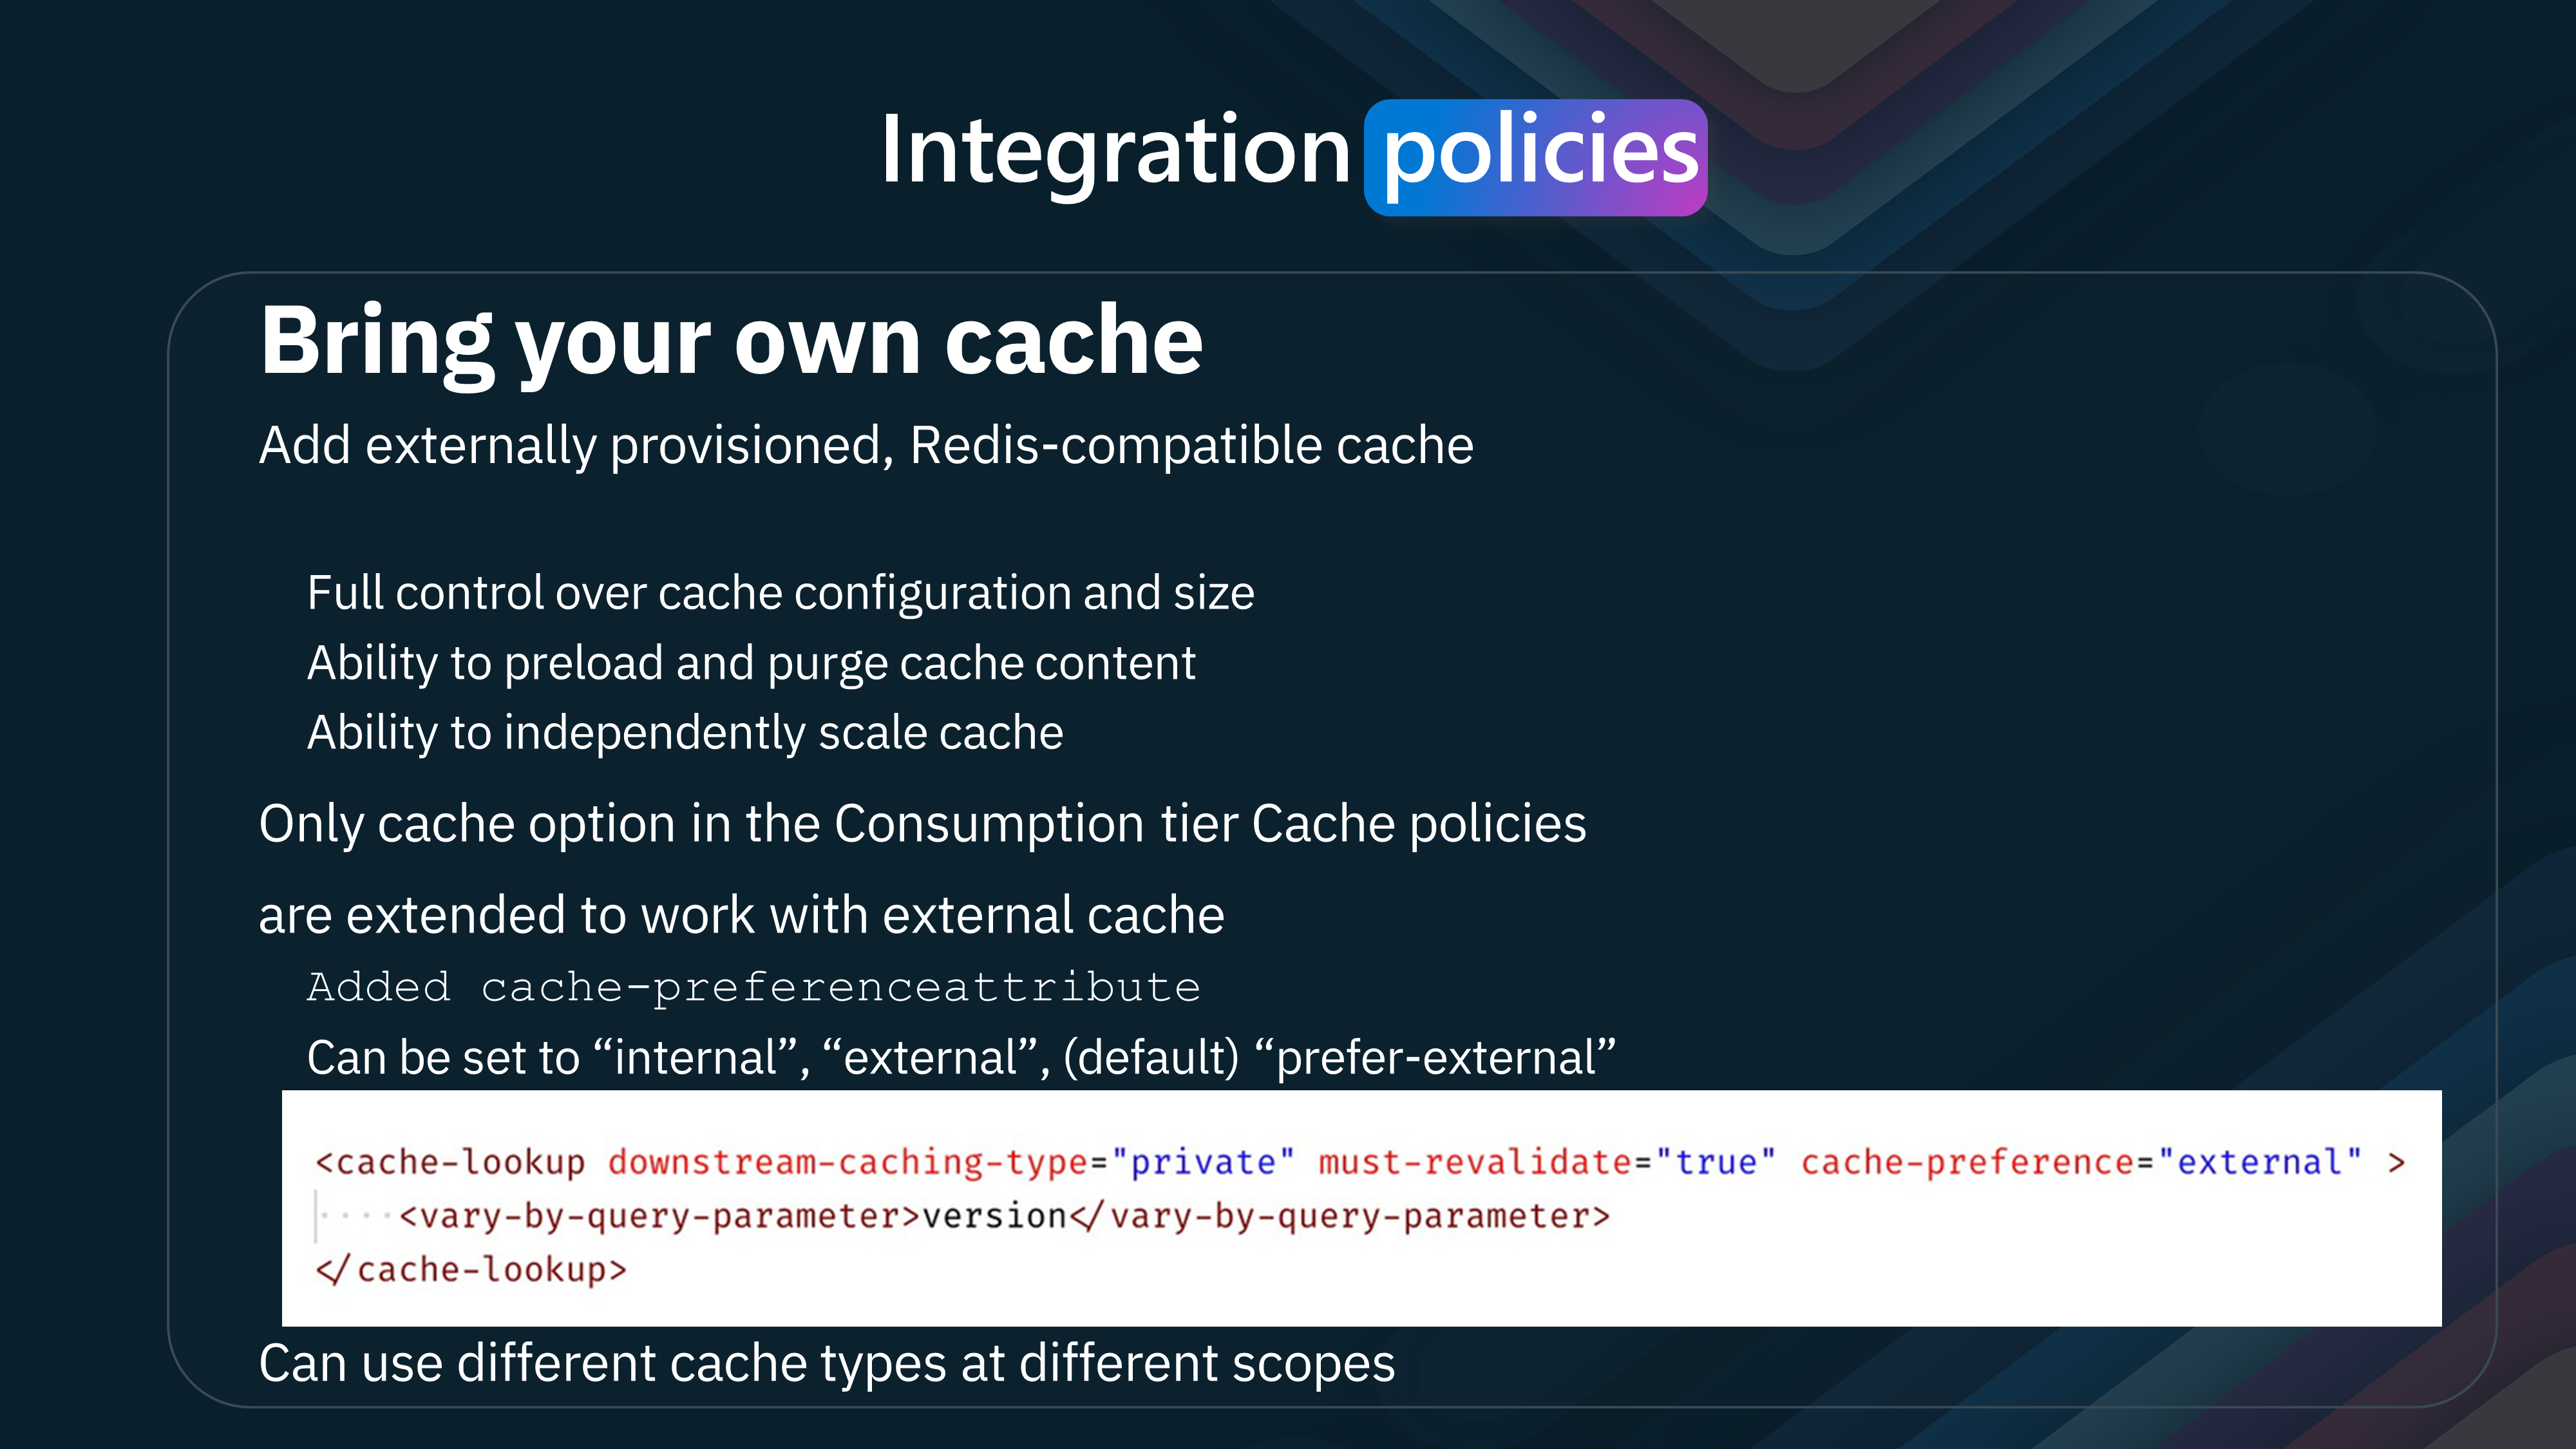 Integration policies
Bring your own cache
Add externally provisioned, Redis-compatible cache
Full control over cache configuration and size
Ability to preload and purge cache content
Ability to independently scale cache
Only cache option in the Consumption tier Cache policies
are extended to work with external cache
Added cache-preferenceattribute
Can be set to “internal”, “external”, (default) “prefer-external”
<cache-lookup downstream-caching-type="private" must-revalidate="true" cache-preference="external" >
····<vary-by-query-parameter>version</vary-by-query-parameter>
</cache-lookup>
Can use different cache types at different scopes